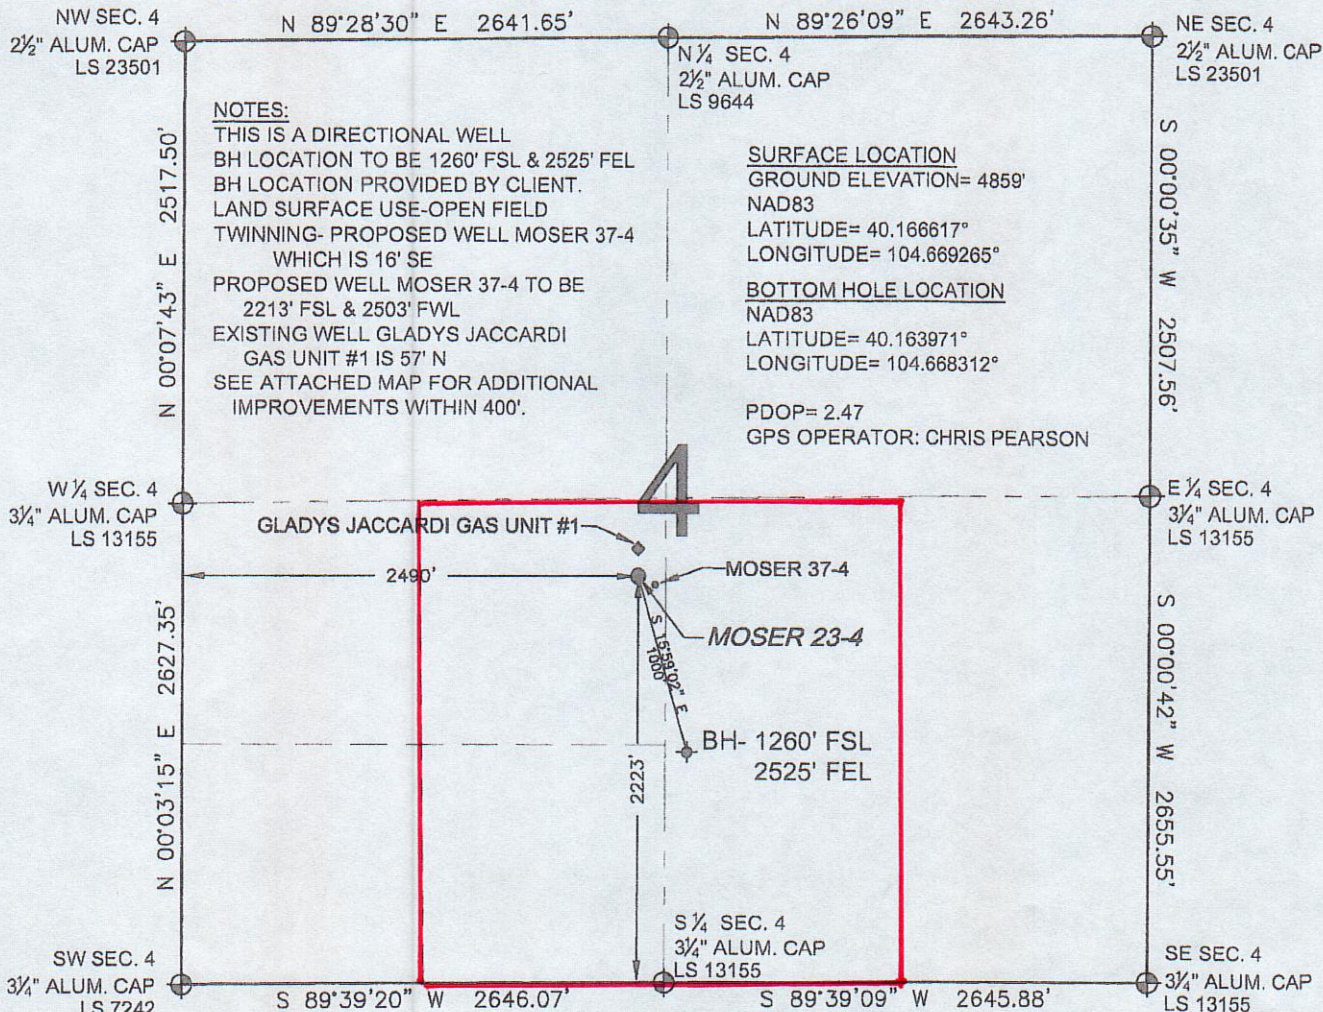 N 89°28'30" E 2641.65'
N 89°26'09" E 2643.26'
NW SEC. 4
2½" ALUM. CAP
LS 23501
N ¼ SEC. 4
2½" ALUM. CAP
LS 9644
NE SEC. 4
2½" ALUM. CAP
LS 23501
NOTES:
THIS IS A DIRECTIONAL WELL
BH LOCATION TO BE 1260' FSL & 2525' FEL
BH LOCATION PROVIDED BY CLIENT.
LAND SURFACE USE-OPEN FIELD
TWINNING- PROPOSED WELL MOSER 37-4
WHICH IS 16' SE
PROPOSED WELL MOSER 37-4 TO BE
2213' FSL & 2503' FWL
EXISTING WELL GLADYS JACCARDI
GAS UNIT #1 IS 57' N
SEE ATTACHED MAP FOR ADDITIONAL
IMPROVEMENTS WITHIN 400'.
SURFACE LOCATION
GROUND ELEVATION= 4859'
NAD83
LATITUDE= 40.166617°
LONGITUDE= 104.669265°
BOTTOM HOLE LOCATION
NAD83
LATITUDE= 40.163971°
LONGITUDE= 104.668312°
PDOP= 2.47
GPS OPERATOR: CHRIS PEARSON
N 00°07'43" E 2517.50'
S 00°00'35" W 2507.56'
4
W ¼ SEC. 4
3¼" ALUM. CAP
LS 13155
E ¼ SEC. 4
3¼" ALUM. CAP
LS 13155
GLADYS JACCARDI GAS UNIT #1
2490'
MOSER 37-4
MOSER 23-4
S 15°59'02" E
1000'
BH- 1260' FSL
2525' FEL
2223'
N 00°03'15" E 2627.35'
S 00°00'42" W 2655.55'
SW SEC. 4
3¼" ALUM. CAP
LS 7242
S ¼ SEC. 4
3¼" ALUM. CAP
LS 13155
SE SEC. 4
3¼" ALUM. CAP
LS 13155
S 89°39'20" W 2646.07'
S 89°39'09" W 2645.88'